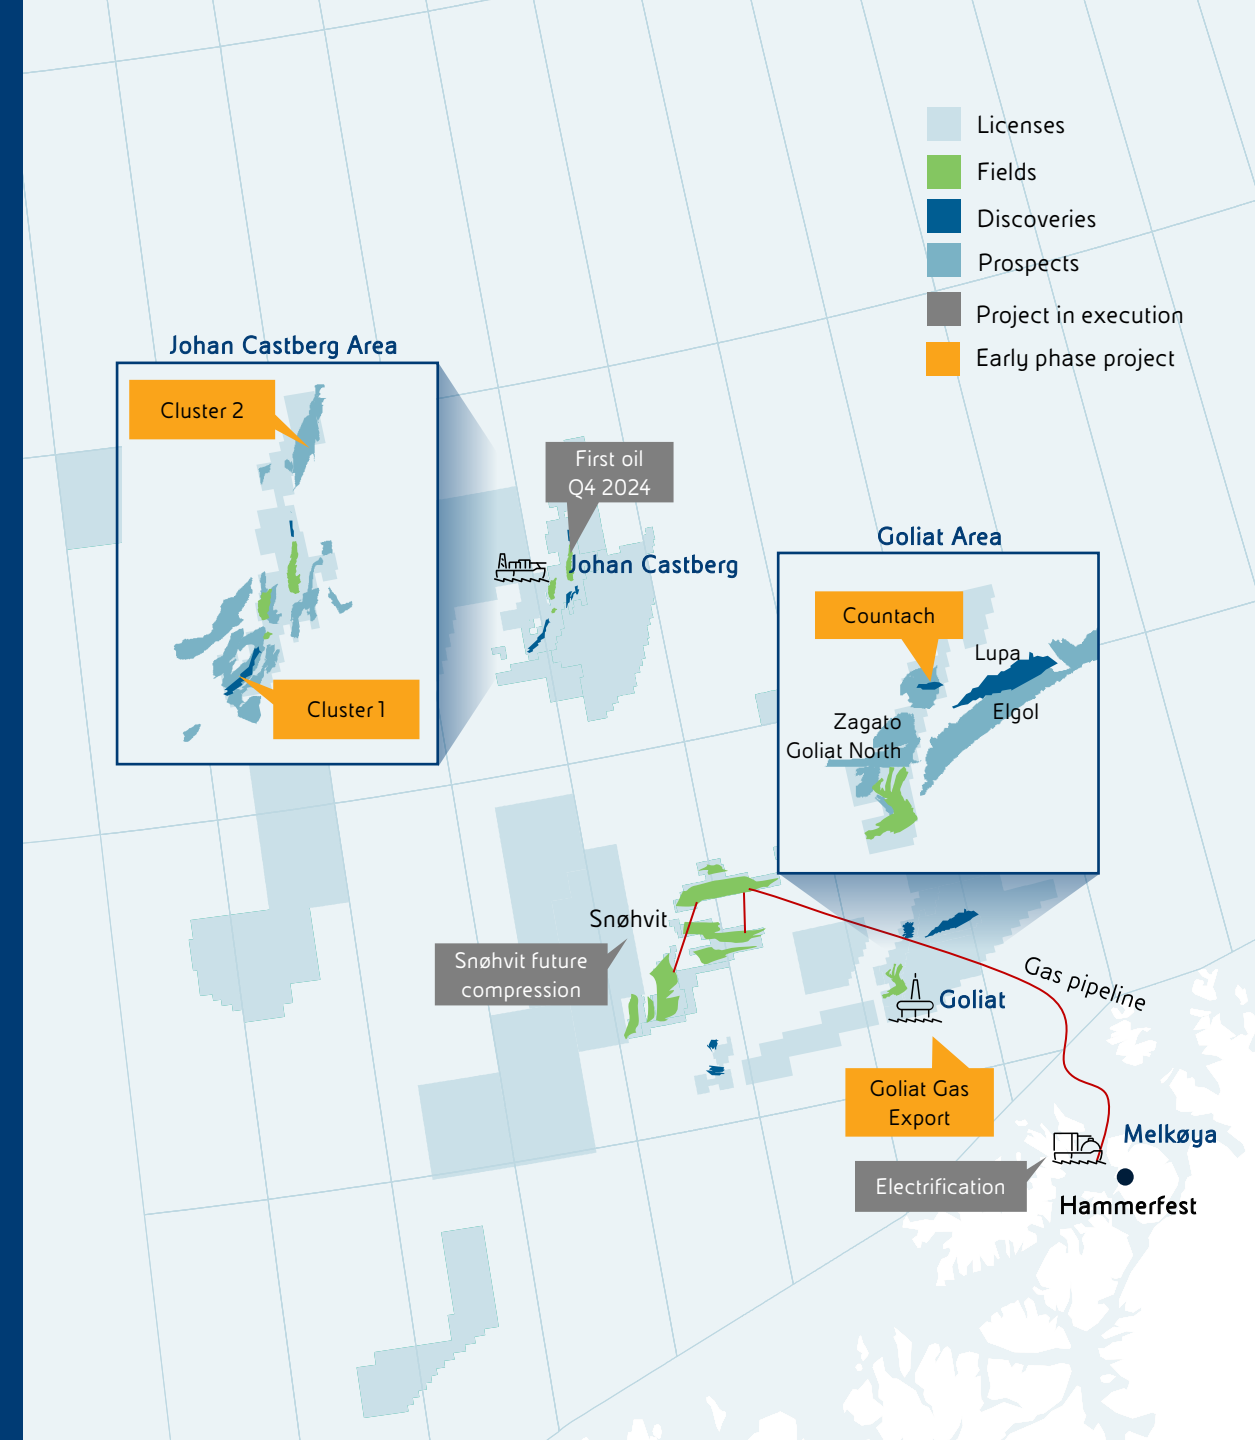 Licenses
Fields
Discoveries
Prospects
Project in execution
Early phase project
Johan Castberg Area
Cluster 2
Cluster 1
First oil
Q4 2024
Johan Castberg
Goliat Area
Countach
Lupa
Elgol
Zagato
Goliat North
Snøhvit
Snøhvit future
compression
Gas pipeline
Goliat
Goliat Gas
Export
Melkøya
Electrification
Hammerfest